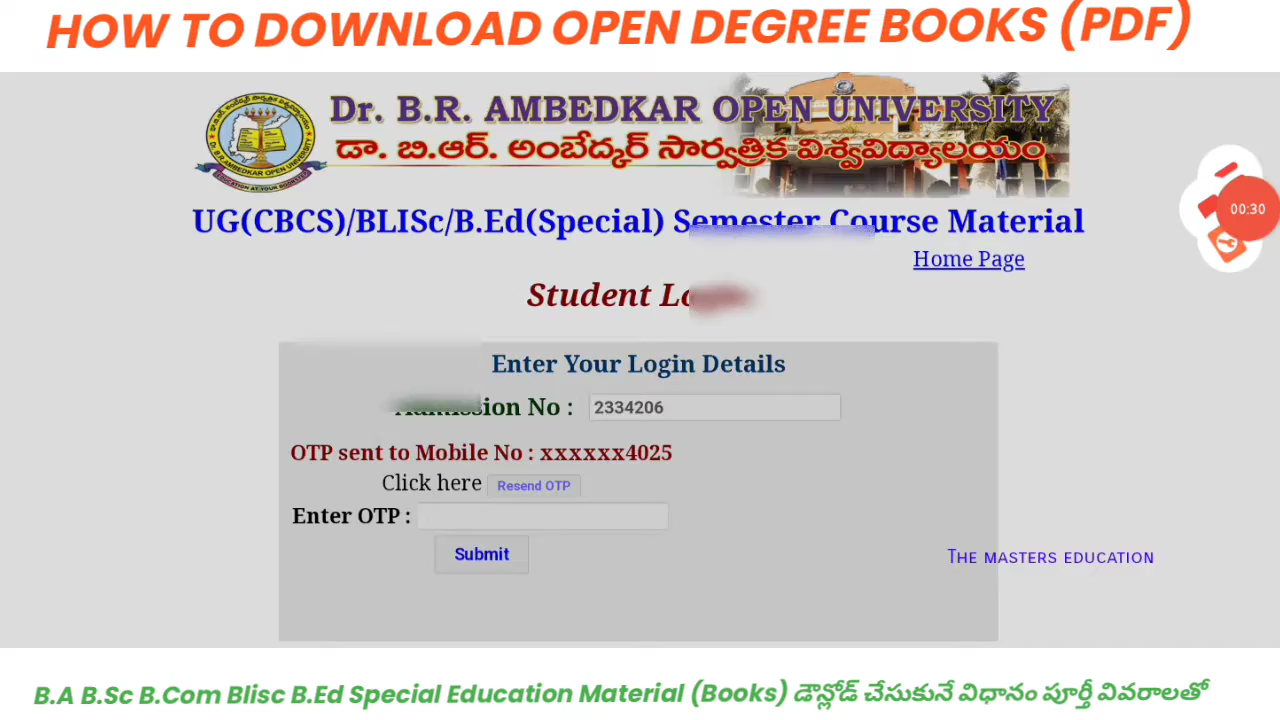 HOW TO DOWNLOAD OPEN DEGREE BOOKS (PDF)
Dr. B.R. AMBEDKAR OPEN UNIVERSITY
డా. బి.ఆర్. అంబేద్కర్ సార్వత్రిక విశ్వవిద్యాలయం
UG(CBCS)/BLISc/B.Ed(Special) Semester Course Material
00:30
Home Page
Student Login
Enter Your Login Details
Admission No : 2334206
OTP sent to Mobile No : xxxxxx4025
Click here Resend OTP
Enter OTP :
Submit
THE MASTERS EDUCATION
B.A B.Sc B.Com Blisc B.Ed Special Education Material (Books) డౌన్లోడ్ చేసుకునే విధానం పూర్తీ వివరాలతో